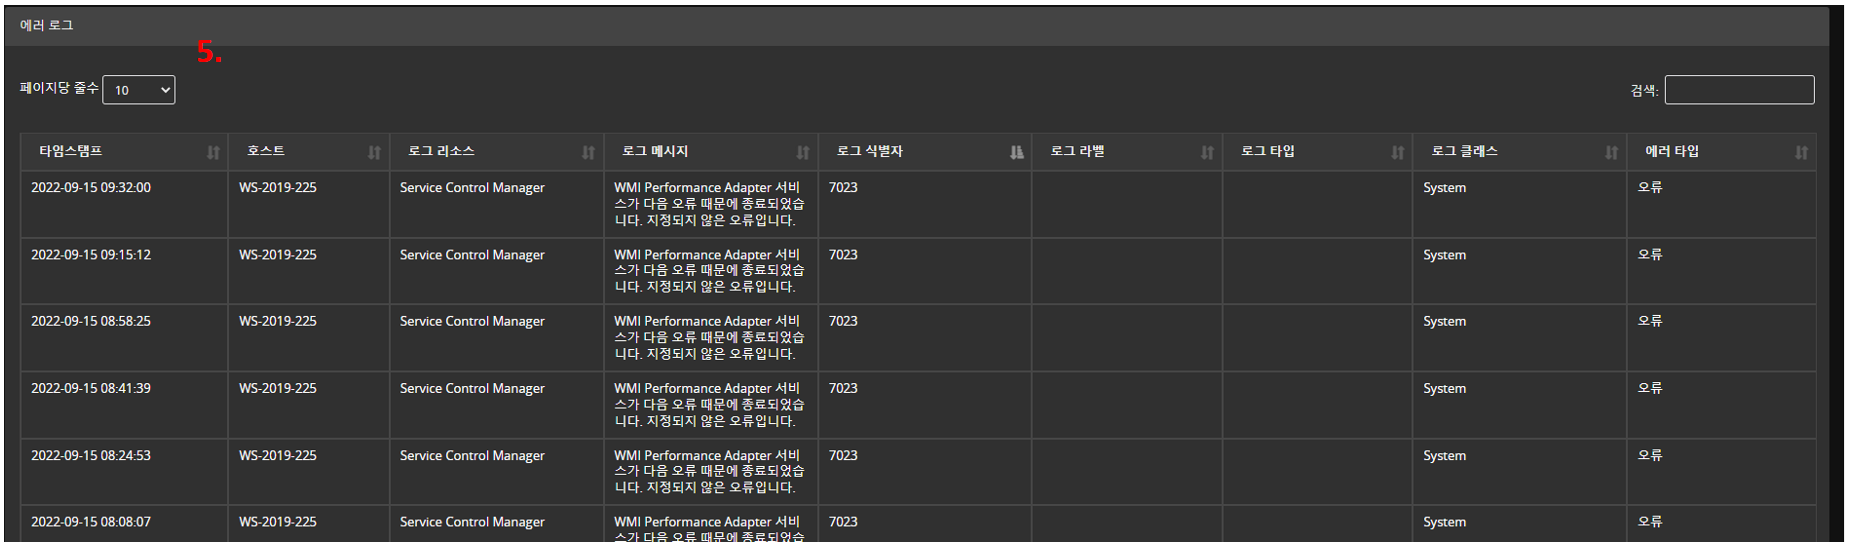 에러 로그
5.
페이지당 줄수 10
검색:
타임스탬프 호스트 로그 리소스 로그 메시지 로그 식별자 로그 라벨 로그 타입 로그 클래스 에러 타입
2022-09-15 09:32:00 WS-2019-225 Service Control Manager WMI Performance Adapter 서비 7023 System 오류
스가 다음 오류 때문에 종료되었습
니다. 지정되지 않은 오류입니다.
2022-09-15 09:15:12 WS-2019-225 Service Control Manager WMI Performance Adapter 서비 7023 System 오류
스가 다음 오류 때문에 종료되었습
니다. 지정되지 않은 오류입니다.
2022-09-15 08:58:25 WS-2019-225 Service Control Manager WMI Performance Adapter 서비 7023 System 오류
스가 다음 오류 때문에 종료되었습
니다. 지정되지 않은 오류입니다.
2022-09-15 08:41:39 WS-2019-225 Service Control Manager WMI Performance Adapter 서비 7023 System 오류
스가 다음 오류 때문에 종료되었습
니다. 지정되지 않은 오류입니다.
2022-09-15 08:24:53 WS-2019-225 Service Control Manager WMI Performance Adapter 서비 7023 System 오류
스가 다음 오류 때문에 종료되었습
니다. 지정되지 않은 오류입니다.
2022-09-15 08:08:07 WS-2019-225 Service Control Manager WMI Performance Adapter 서비 7023 System 오류
스가 다음 오류 때문에 종료되었습